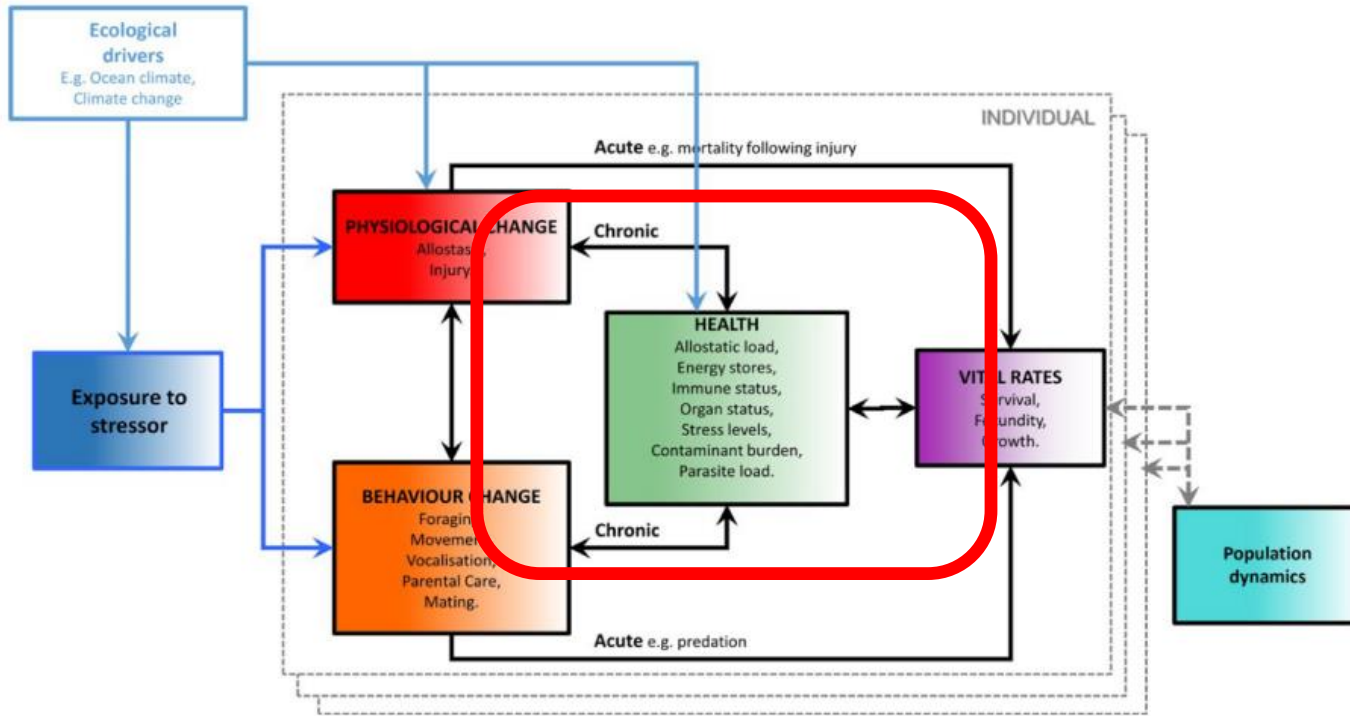 Ecological
drivers
E.g. Ocean climate,
Climate change
INDIVIDUAL
Acute e.g. mortality following injury
PHYSIOLOGICAL CHANGE
Allostasis,
Injury
Chronic
HEALTH
Allostatic load,
Energy stores,
Immune status,
Organ status,
Stress levels,
Contaminant burden,
Parasite load.
VITAL RATES
Survival,
Fecundity,
Growth.
Exposure to
stressor
BEHAVIOUR CHANGE
Foraging
Movement
Vocalisation,
Parental Care,
Mating.
Chronic
Acute e.g. predation
Population
dynamics